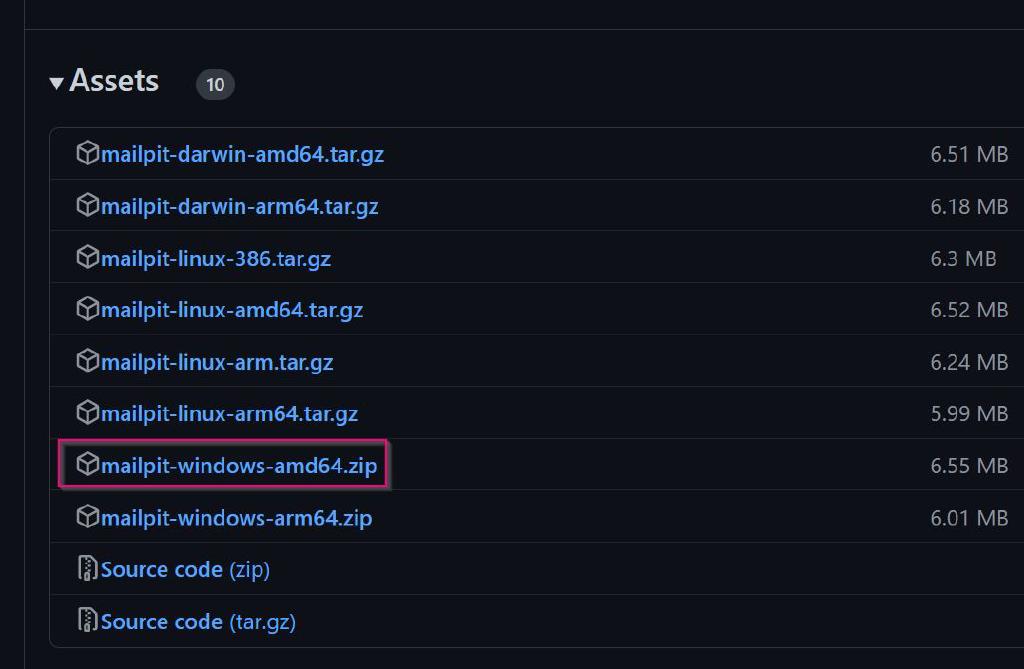 Assets 10
mailpit-darwin-amd64.tar.gz 6.51 MB
mailpit-darwin-arm64.tar.gz 6.18 MB
mailpit-linux-386.tar.gz 6.3 MB
mailpit-linux-amd64.tar.gz 6.52 MB
mailpit-linux-arm.tar.gz 6.24 MB
mailpit-linux-arm64.tar.gz 5.99 MB
mailpit-windows-amd64.zip 6.55 MB
mailpit-windows-arm64.zip 6.01 MB
Source code (zip)
Source code (tar.gz)